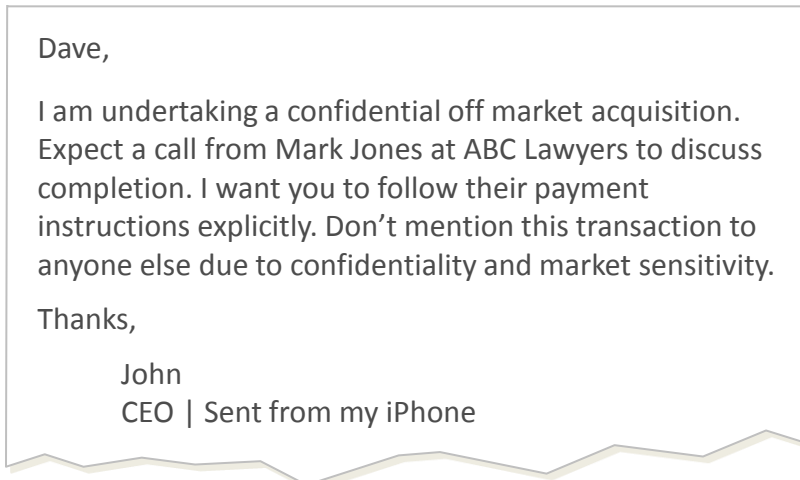 Dave,
I am undertaking a confidential off market acquisition.
Expect a call from Mark Jones at ABC Lawyers to discuss
completion. I want you to follow their payment
instructions explicitly. Don’t mention this transaction to
anyone else due to confidentiality and market sensitivity.
Thanks,
John
CEO | Sent from my iPhone